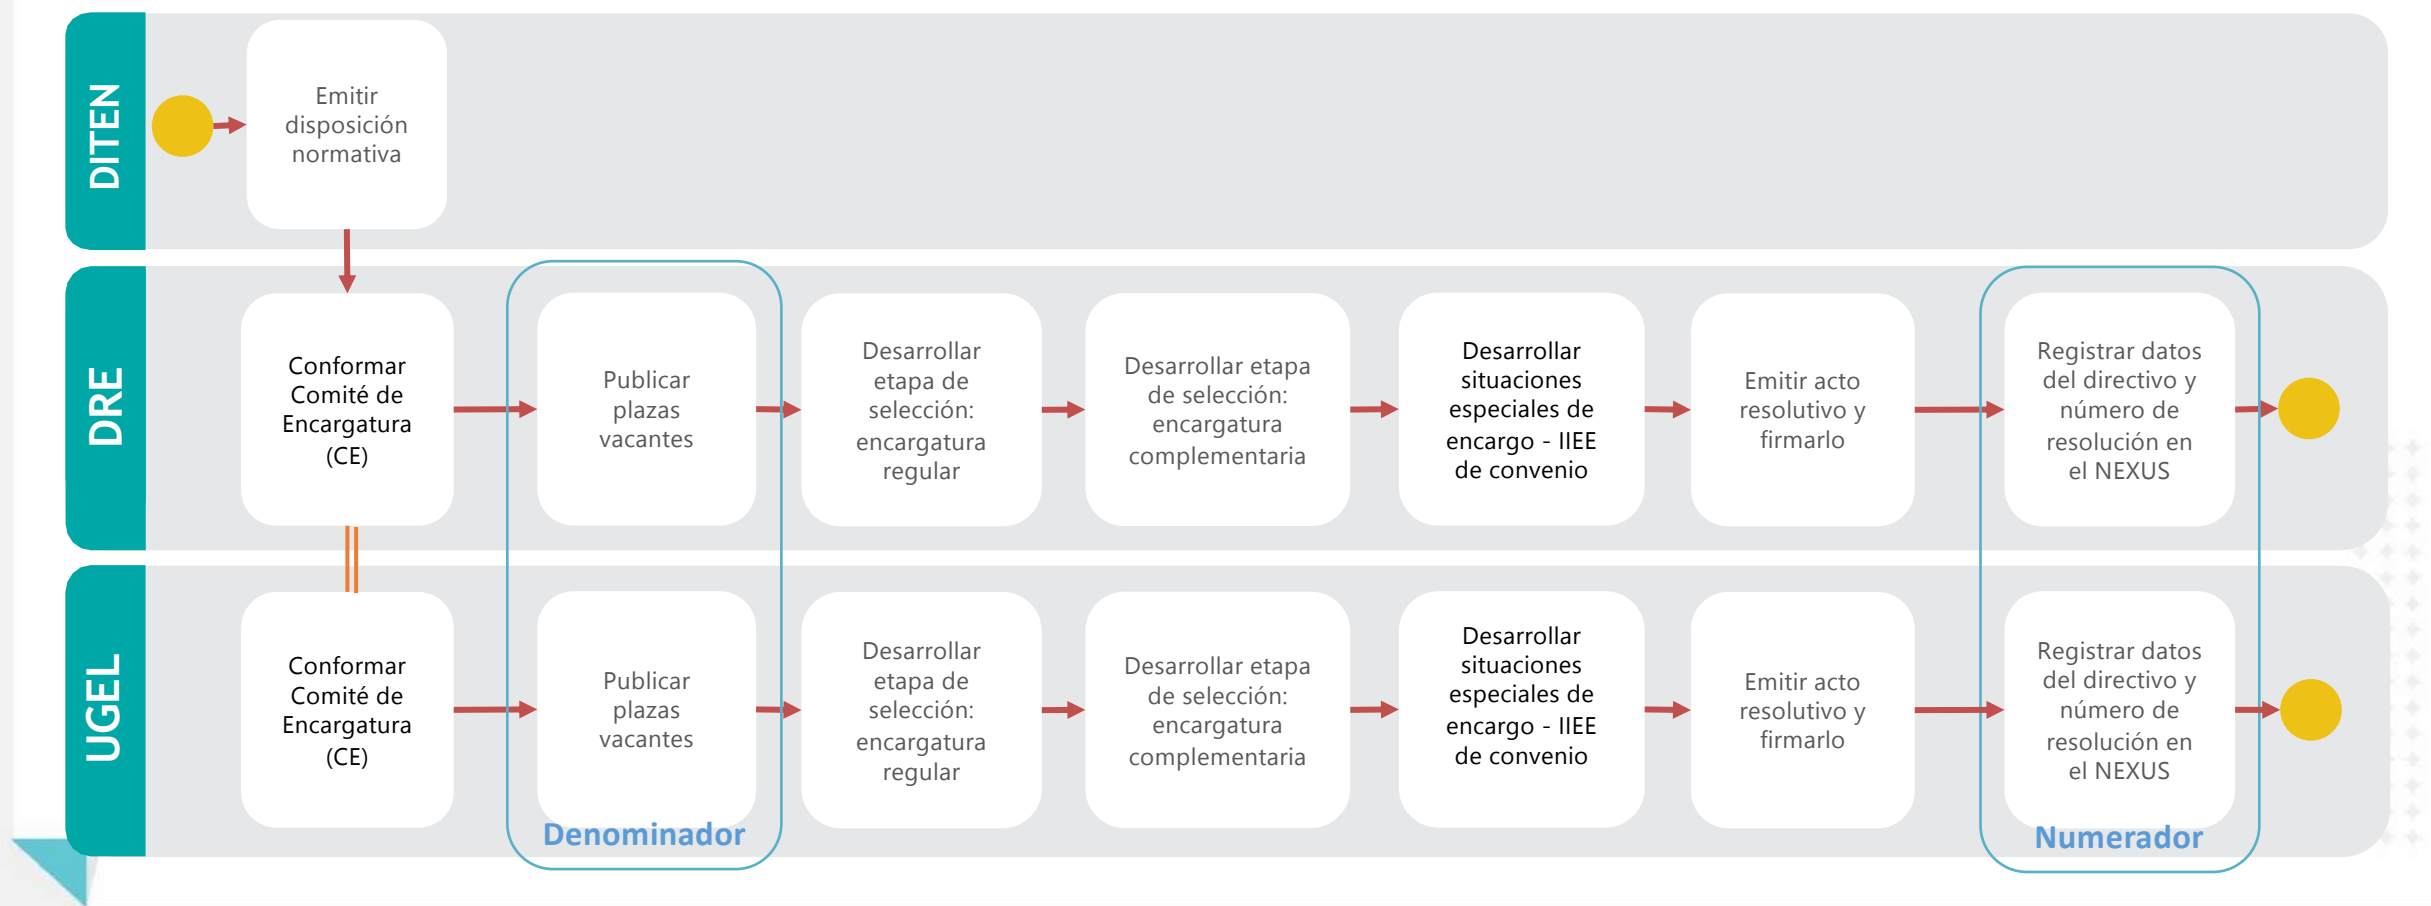 DITEN
Emitir
disposición
normativa
DRE
Conformar
Comité de
Encargatura
(CE)
Publicar
plazas
vacantes
Desarrollar
etapa de
selección:
encargatura
regular
Desarrollar etapa
de selección:
encargatura
complementaria
Desarrollar
situaciones
especiales de
encargo - IIEE
de convenio
Emitir acto
resolutivo y
firmarlo
Registrar datos
del directivo y
número de
resolución en
el NEXUS
UGEL
Conformar
Comité de
Encargatura
(CE)
Publicar
plazas
vacantes
Desarrollar
etapa de
selección:
encargatura
regular
Desarrollar etapa
de selección:
encargatura
complementaria
Desarrollar
situaciones
especiales de
encargo - IIEE
de convenio
Emitir acto
resolutivo y
firmarlo
Registrar datos
del directivo y
número de
resolución en
el NEXUS
Denominador
Numerador